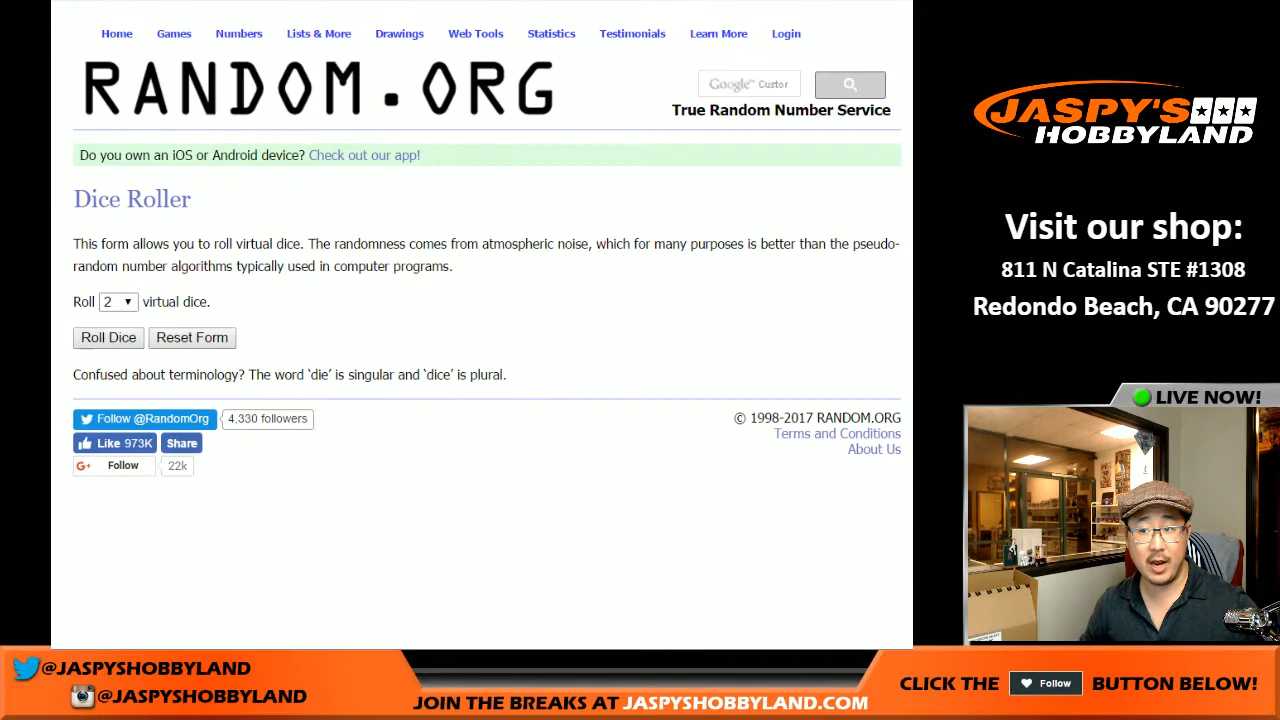 Home Games Numbers Lists & More Drawings Web Tools Statistics Testimonials Learn More Login
RANDOM.ORG
Google™ Custor
True Random Number Service
Do you own an iOS or Android device? Check out our app!
Dice Roller
This form allows you to roll virtual dice. The randomness comes from atmospheric noise, which for many purposes is better than the pseudo-
random number algorithms typically used in computer programs.
Roll 2 virtual dice.
Roll Dice Reset Form
Confused about terminology? The word ‘die’ is singular and ‘dice’ is plural.
Follow @RandomOrg 4,330 followers
Like 973K Share
G+ Follow 22k
© 1998-2017 RANDOM.ORG
Terms and Conditions
About Us
JASPY'S
HOBBYLAND
Visit our shop:
811 N Catalina STE #1308
Redondo Beach, CA 90277
LIVE NOW!
@JASPYSHOBBYLAND
@JASPYSHOBBYLAND
JOIN THE BREAKS AT JASPYSHOBBYLAND.COM
CLICK THE Follow BUTTON BELOW!